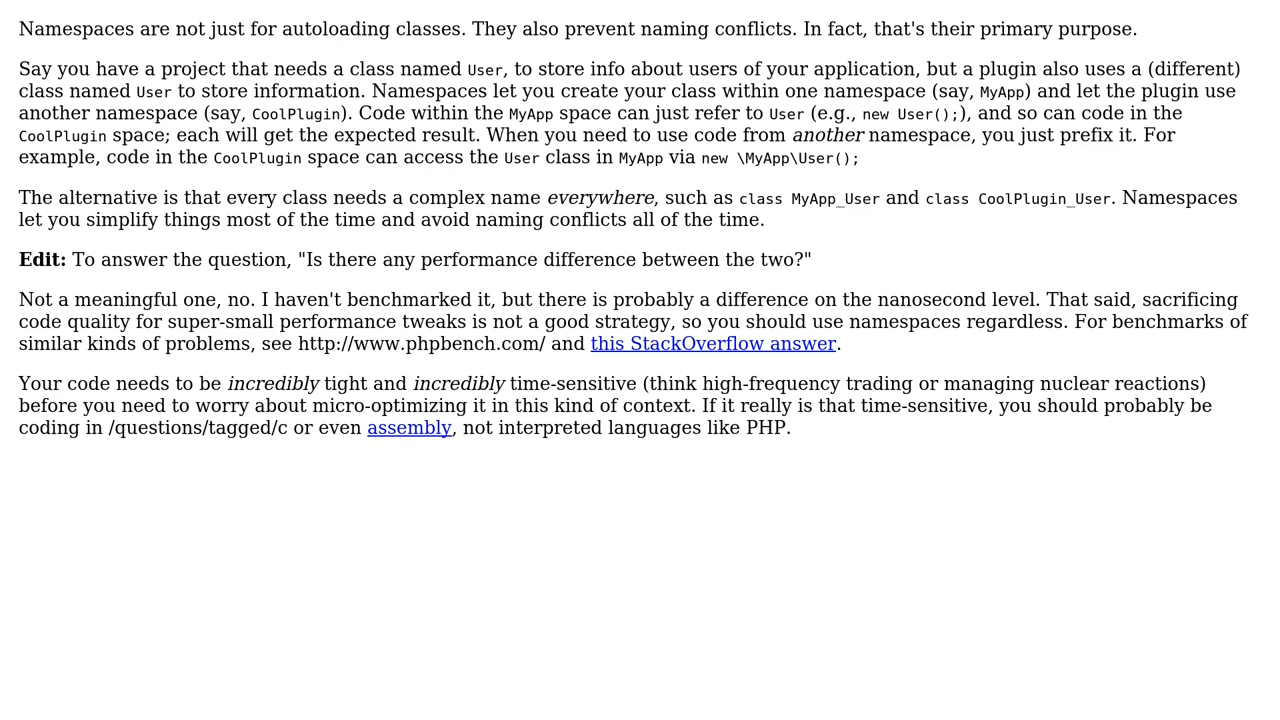 Namespaces are not just for autoloading classes. They also prevent naming conflicts. In fact, that's their primary purpose.
Say you have a project that needs a class named User, to store info about users of your application, but a plugin also uses a (different)
class named User to store information. Namespaces let you create your class within one namespace (say, MyApp) and let the plugin use
another namespace (say, CoolPlugin). Code within the MyApp space can just refer to User (e.g., new User();), and so can code in the
CoolPlugin space; each will get the expected result. When you need to use code from another namespace, you just prefix it. For
example, code in the CoolPlugin space can access the User class in MyApp via new \MyApp\User();
The alternative is that every class needs a complex name everywhere, such as class MyApp_User and class CoolPlugin_User. Namespaces
let you simplify things most of the time and avoid naming conflicts all of the time.
Edit: To answer the question, "Is there any performance difference between the two?"
Not a meaningful one, no. I haven't benchmarked it, but there is probably a difference on the nanosecond level. That said, sacrificing
code quality for super-small performance tweaks is not a good strategy, so you should use namespaces regardless. For benchmarks of
similar kinds of problems, see http://www.phpbench.com/ and this StackOverflow answer.
Your code needs to be incredibly tight and incredibly time-sensitive (think high-frequency trading or managing nuclear reactions)
before you need to worry about micro-optimizing it in this kind of context. If it really is that time-sensitive, you should probably be
coding in /questions/tagged/c or even assembly, not interpreted languages like PHP.